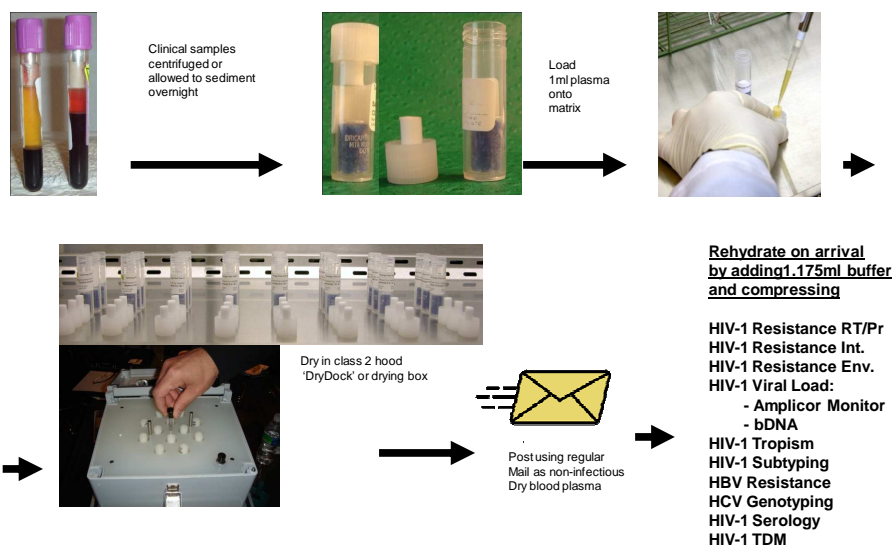 Clinical samples
centrifuged or
allowed to sediment
overnight
Load
1ml plasma
onto
matrix
Dry in class 2 hood
'DryDock' or drying box
Post using regular
Mail as non-infectious
Dry blood plasma
Rehydrate on arrival
by adding1.175ml buffer
and compressing
HIV-1 Resistance RT/Pr
HIV-1 Resistance Int.
HIV-1 Resistance Env.
HIV-1 Viral Load:
- Amplicor Monitor
- bDNA
HIV-1 Tropism
HIV-1 Subtyping
HBV Resistance
HCV Genotyping
HIV-1 Serology
HIV-1 TDM